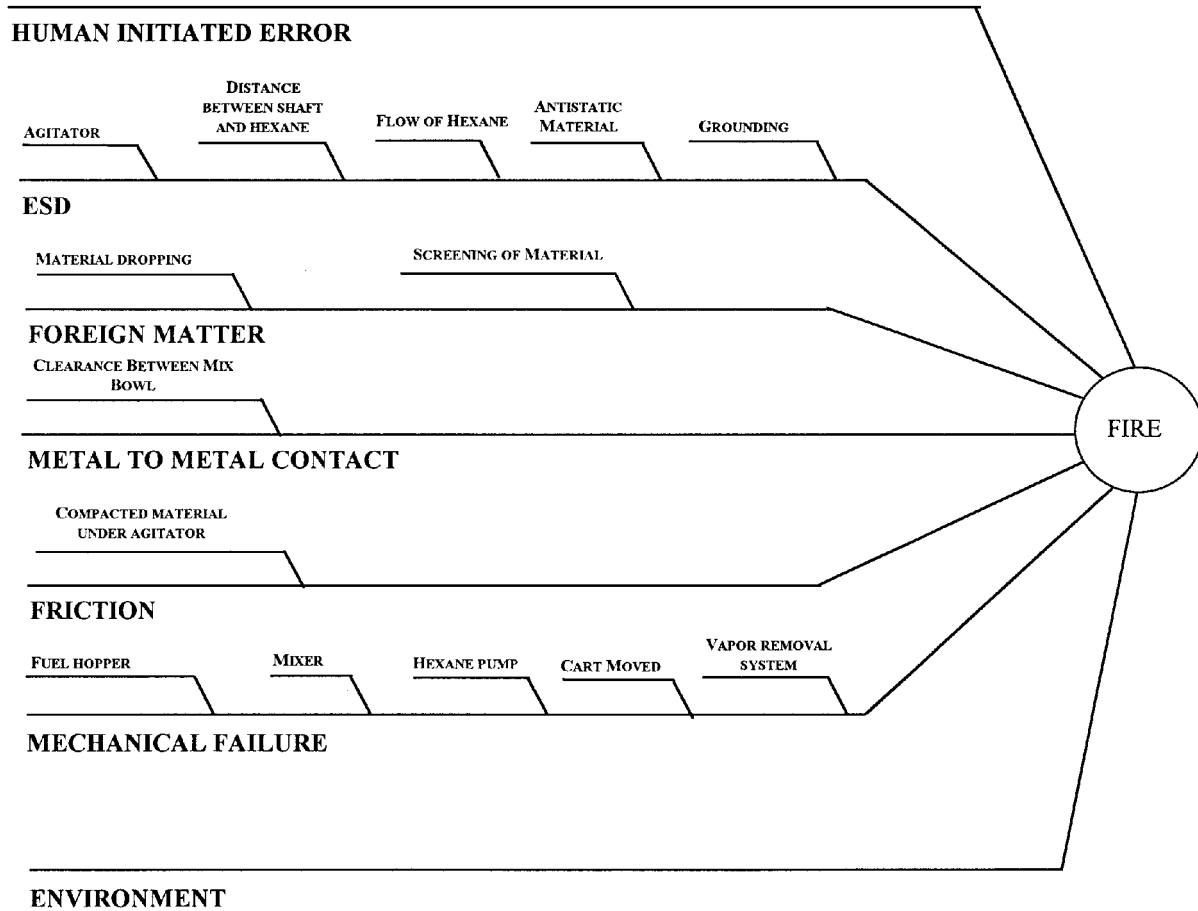 HUMAN INITIATED ERROR
AGITATOR
DISTANCE
BETWEEN SHAFT
AND HEXANE
FLOW OF HEXANE
ANTISTATIC
MATERIAL
GROUNDING
ESD
MATERIAL DROPPING
SCREENING OF MATERIAL
FOREIGN MATTER
CLEARANCE BETWEEN MIX
BOWL
METAL TO METAL CONTACT
FIRE
COMPACTED MATERIAL
UNDER AGITATOR
FRICTION
FUEL HOPPER
MIXER
HEXANE PUMP
CART MOVED
VAPOR REMOVAL
SYSTEM
MECHANICAL FAILURE
ENVIRONMENT